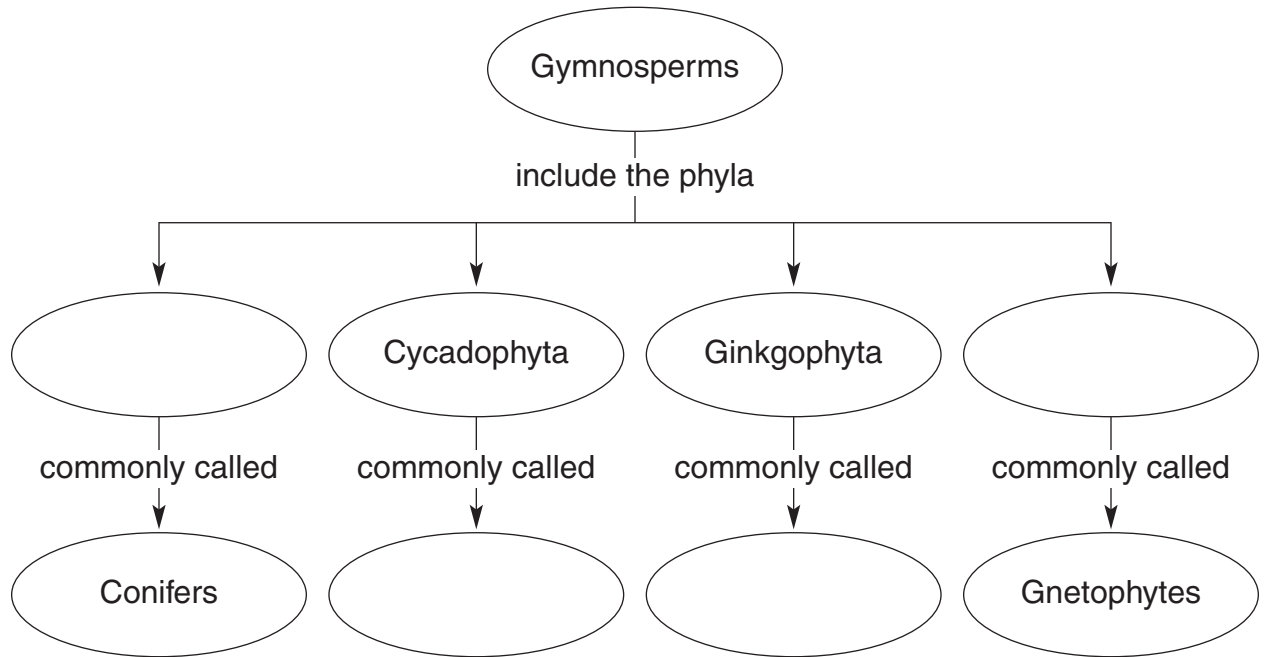 Gymnosperms
include the phyla
Cycadophyta
Ginkgophyta
commonly called
commonly called
commonly called
commonly called
Conifers
Gnetophytes